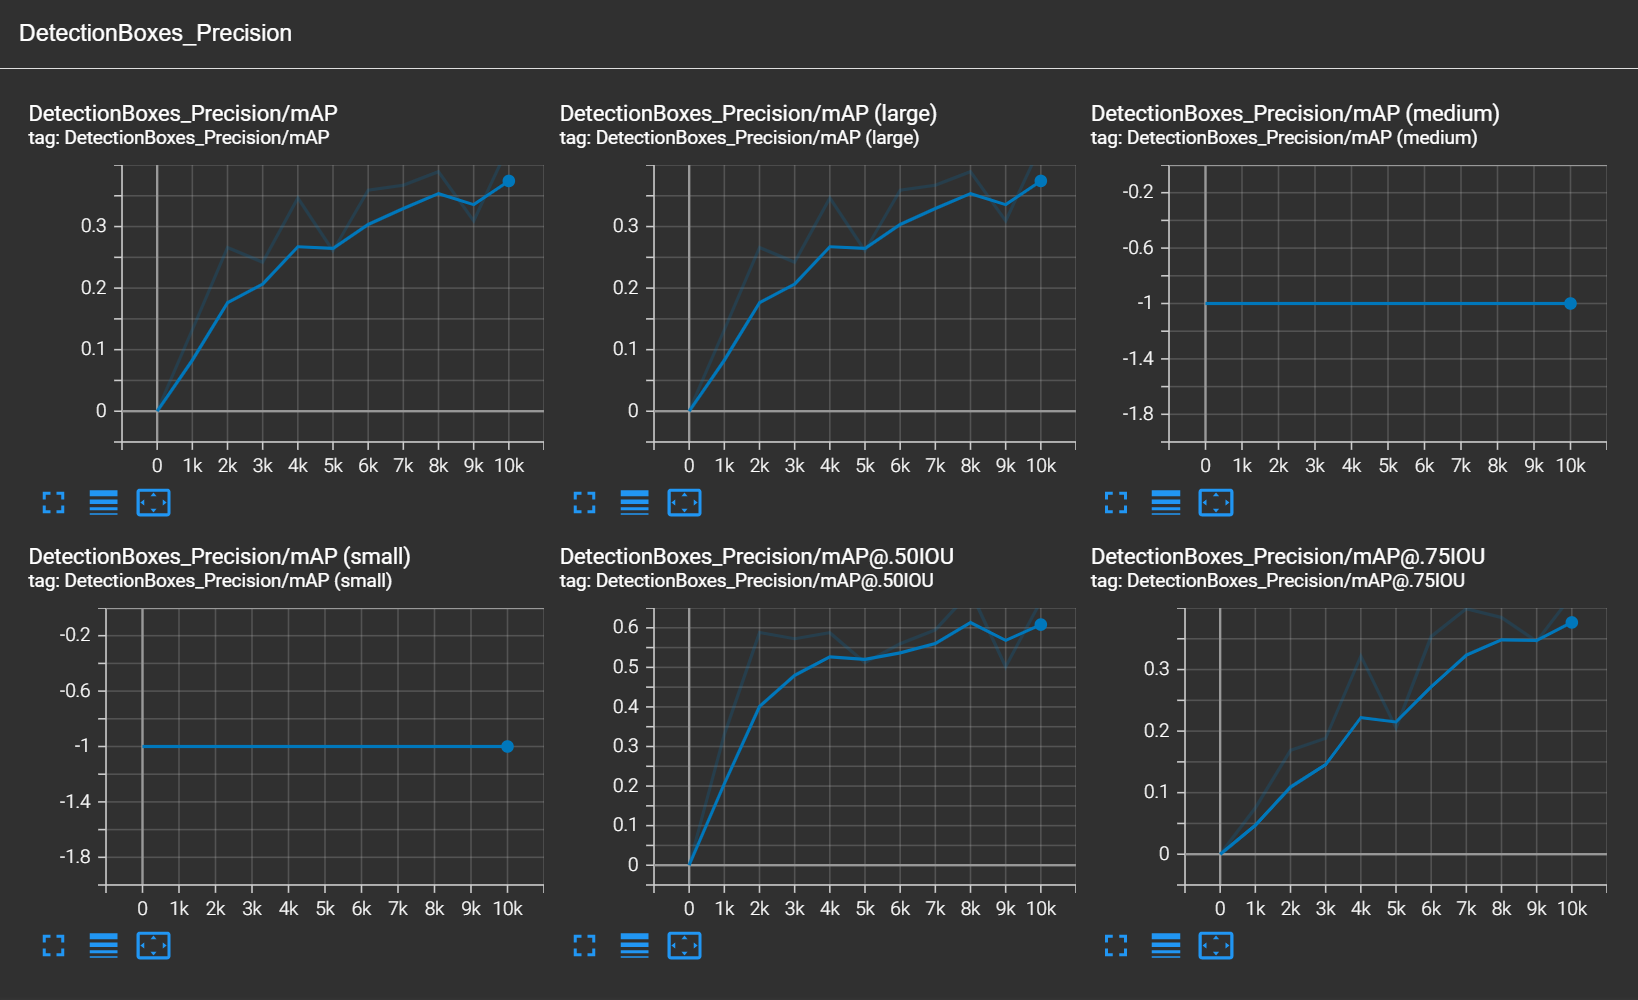 DetectionBoxes_Precision
DetectionBoxes_Precision/mAP
tag: DetectionBoxes_Precision/mAP
0.3
0.2
0.1
0
0 1k 2k 3k 4k 5k 6k 7k 8k 9k 10k
DetectionBoxes_Precision/mAP (large)
tag: DetectionBoxes_Precision/mAP (large)
0.3
0.2
0.1
0
0 1k 2k 3k 4k 5k 6k 7k 8k 9k 10k
DetectionBoxes_Precision/mAP (medium)
tag: DetectionBoxes_Precision/mAP (medium)
-0.2
-0.6
-1
-1.4
-1.8
0 1k 2k 3k 4k 5k 6k 7k 8k 9k 10k
DetectionBoxes_Precision/mAP (small)
tag: DetectionBoxes_Precision/mAP (small)
-0.2
-0.6
-1
-1.4
-1.8
0 1k 2k 3k 4k 5k 6k 7k 8k 9k 10k
DetectionBoxes_Precision/mAP@.50IOU
tag: DetectionBoxes_Precision/mAP@.50IOU
0.6
0.5
0.4
0.3
0.2
0.1
0
0 1k 2k 3k 4k 5k 6k 7k 8k 9k 10k
DetectionBoxes_Precision/mAP@.75IOU
tag: DetectionBoxes_Precision/mAP@.75IOU
0.3
0.2
0.1
0
0 1k 2k 3k 4k 5k 6k 7k 8k 9k 10k